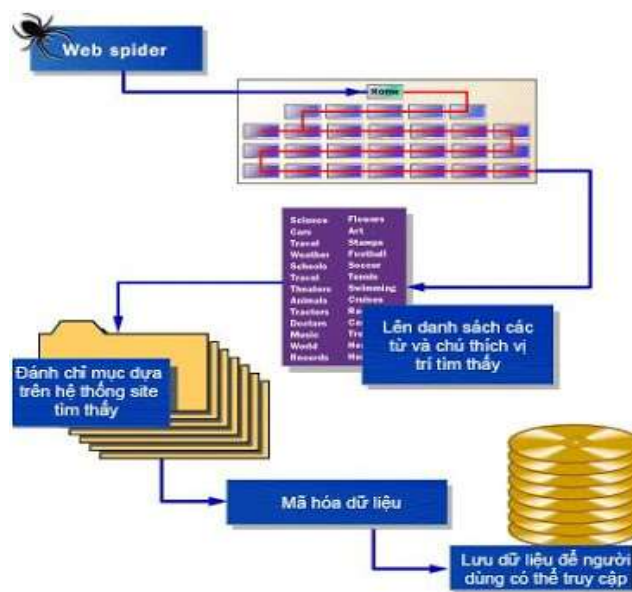 Web spider
Home
Science Flowers
Cars Art
Travel Stamps
Weather Football
Schools Soccer
Travel Tennis
Theaters Swimming
Animals Cruises
Tractors
Doctors
Music
World
Records
Lên danh sách các
từ và chú thích vị
trí tìm thấy
Đánh chỉ mục dựa
trên hệ thống site
tìm thấy
Mã hóa dữ liệu
Lưu dữ liệu để người
dùng có thể truy cập